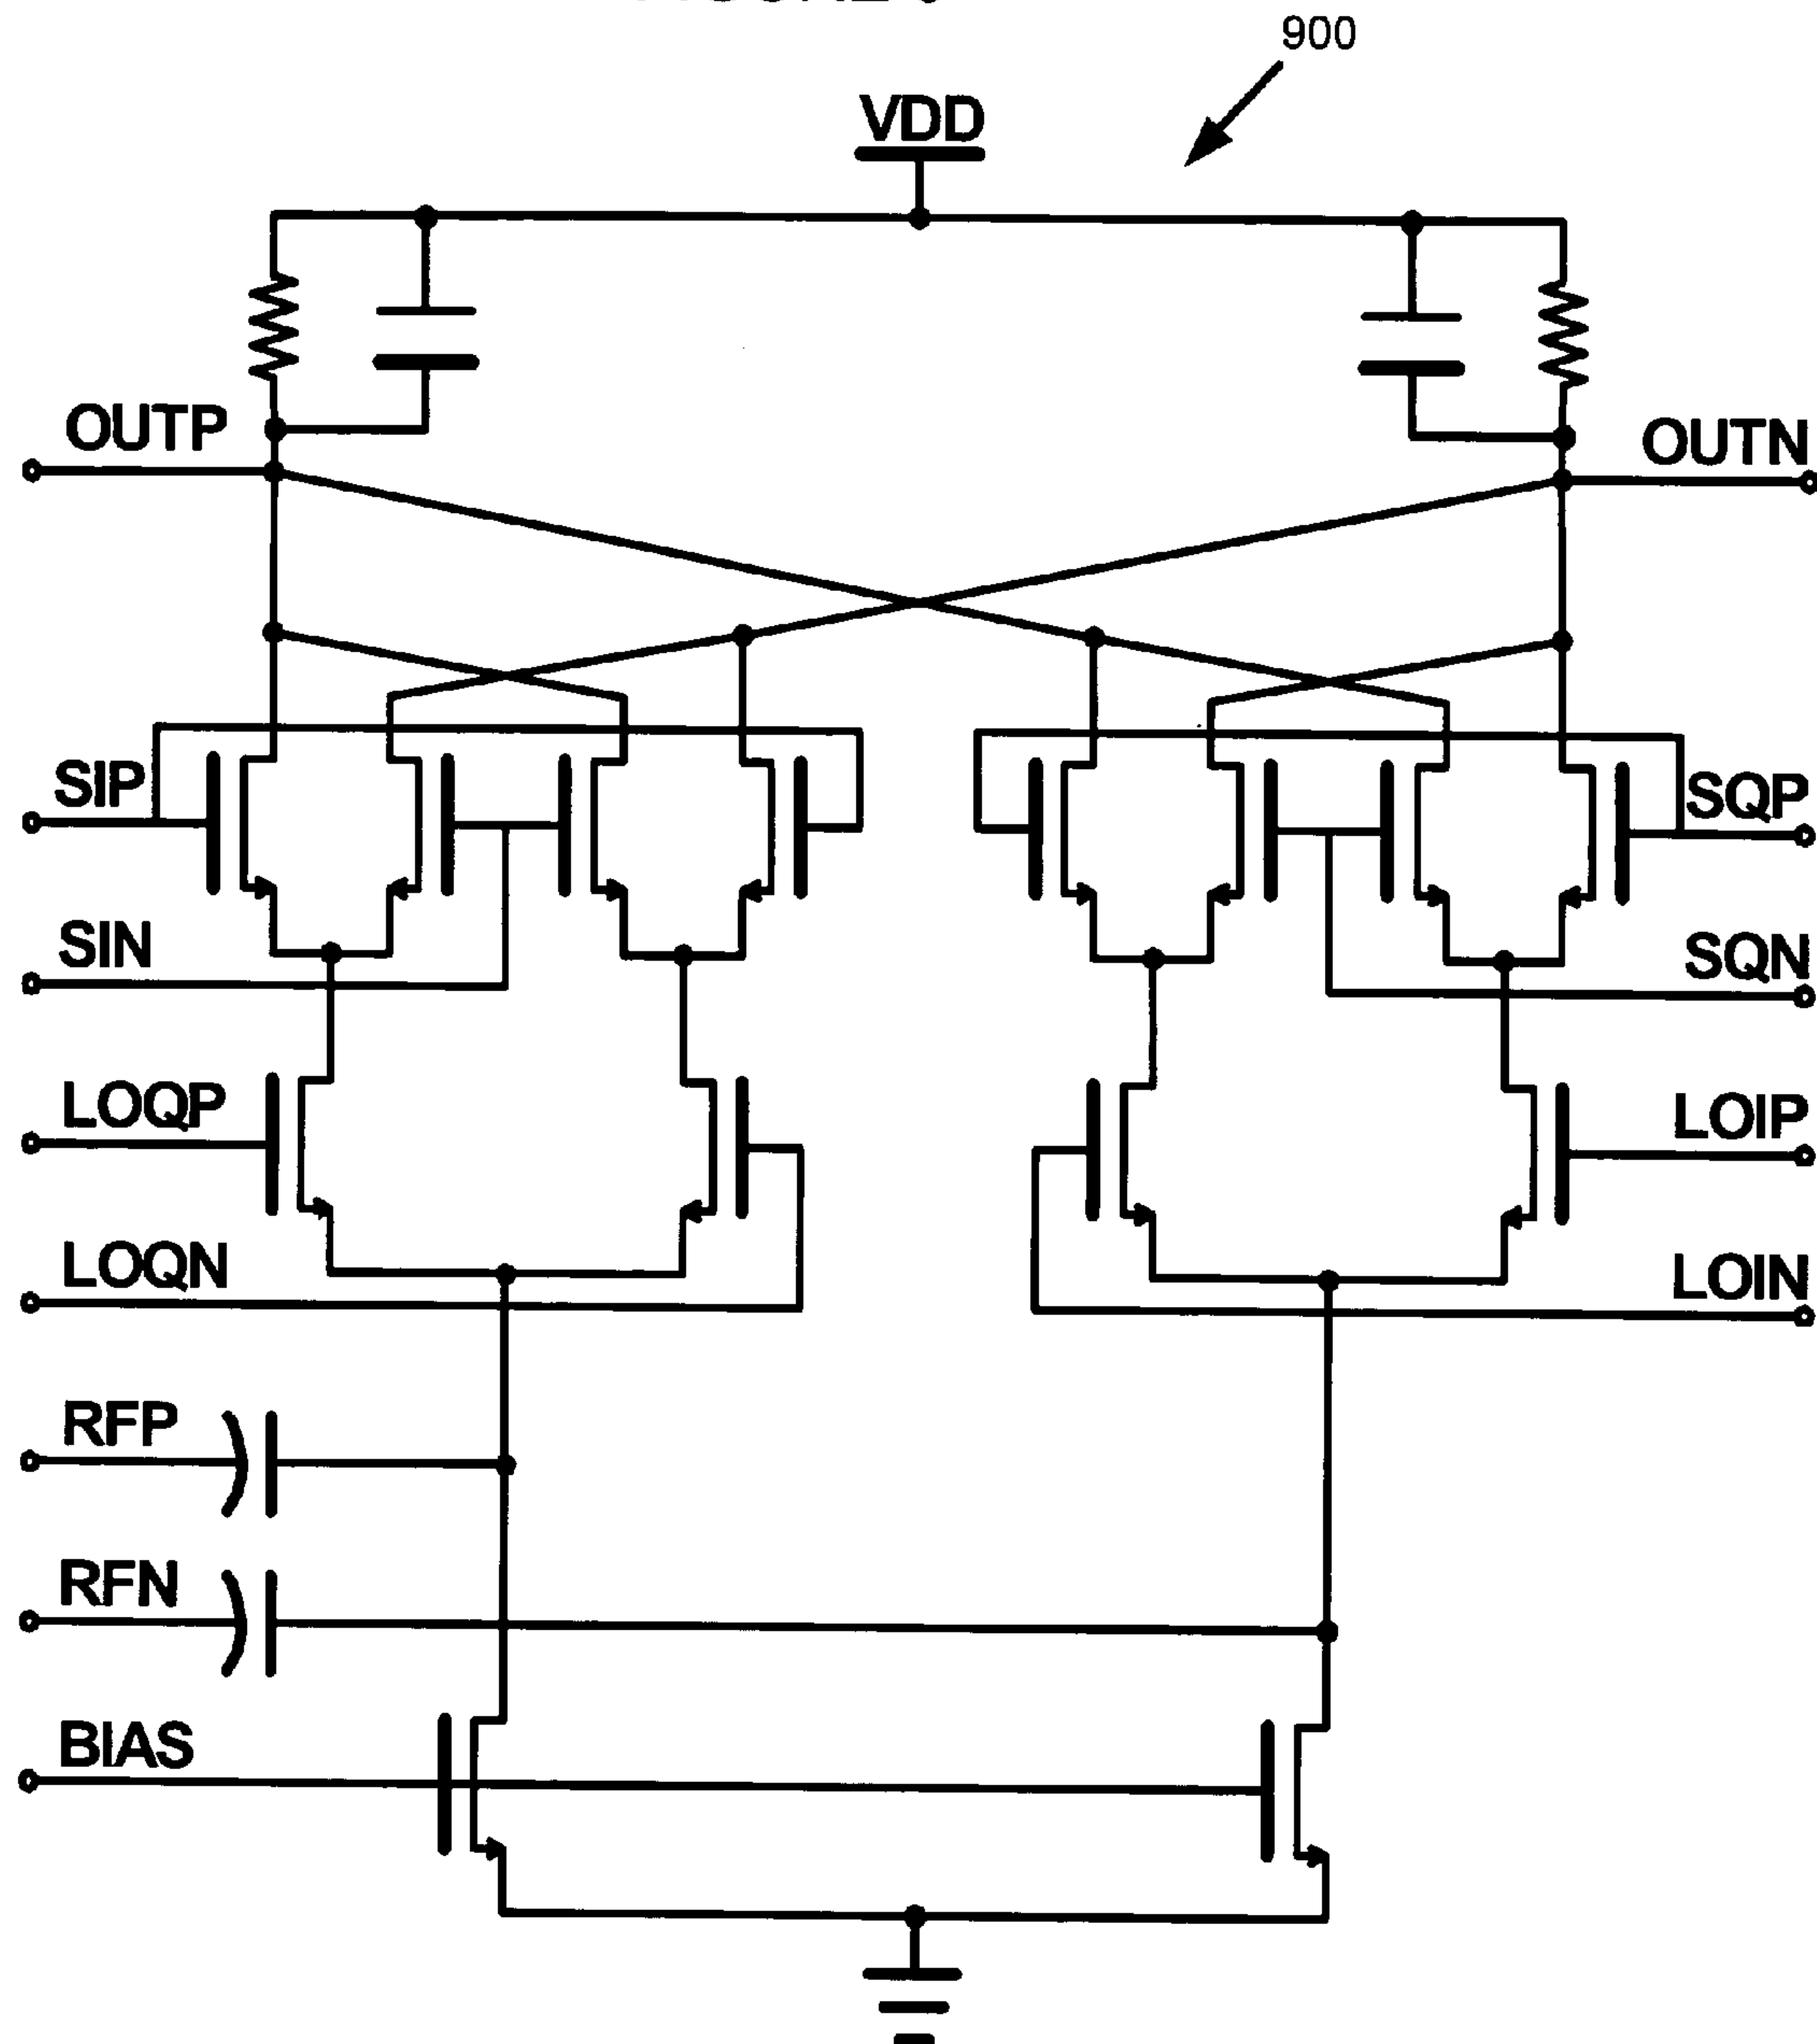 900
VDD
OUTP
OUTN
SIP
SQP
SIN
SQN
LOQP
LOIP
LOQN
LOIN
RFP
RFN
BIAS